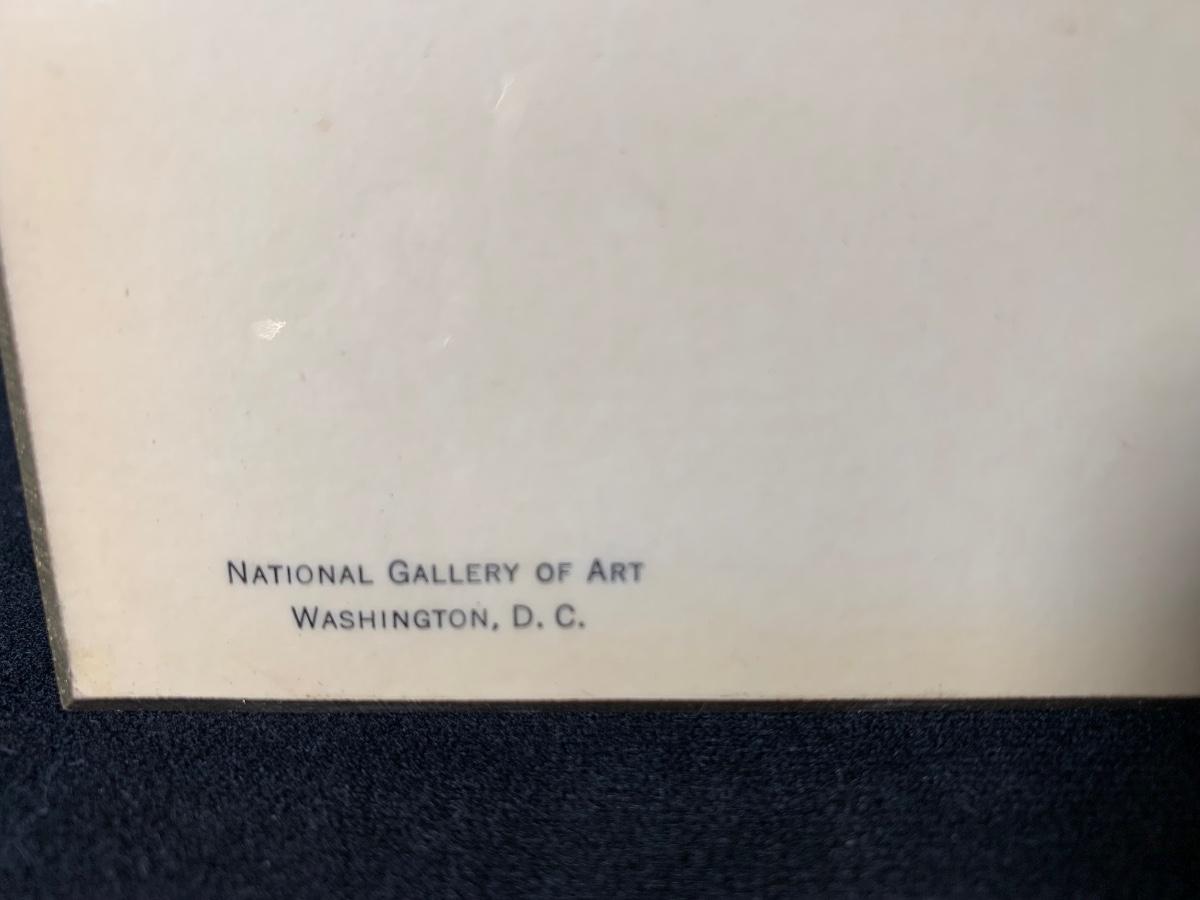 National Gallery of Art
Washington, D. C.